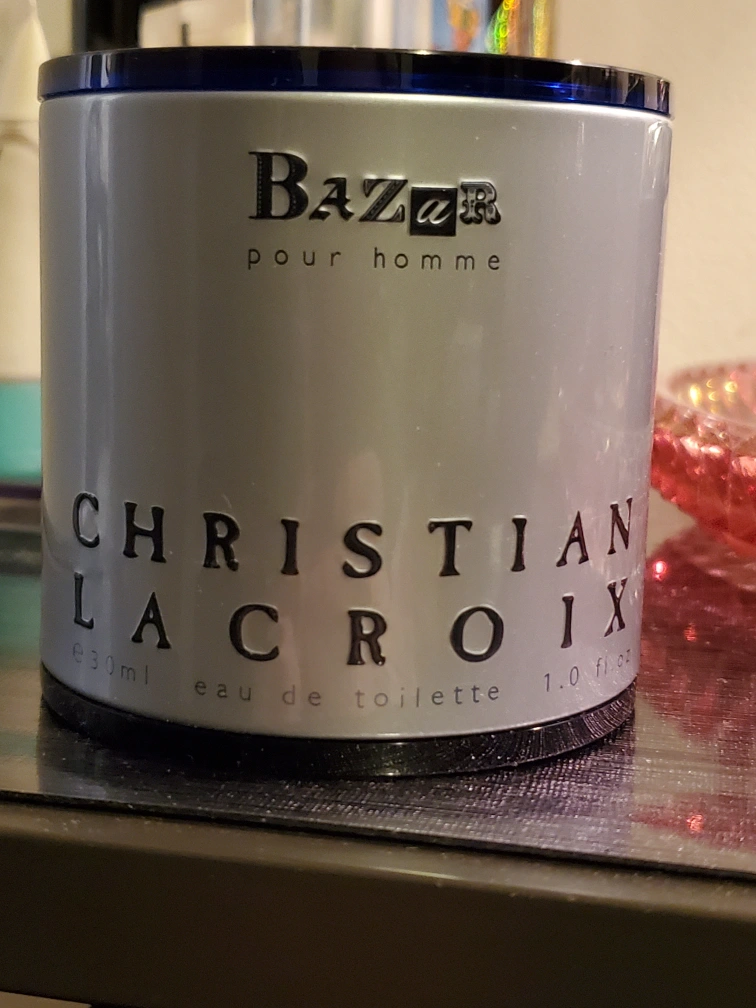 BAZaR
pour homme
CHRISTIAN
LACROIX
e30ml eau de toilette 1.0 fl oz